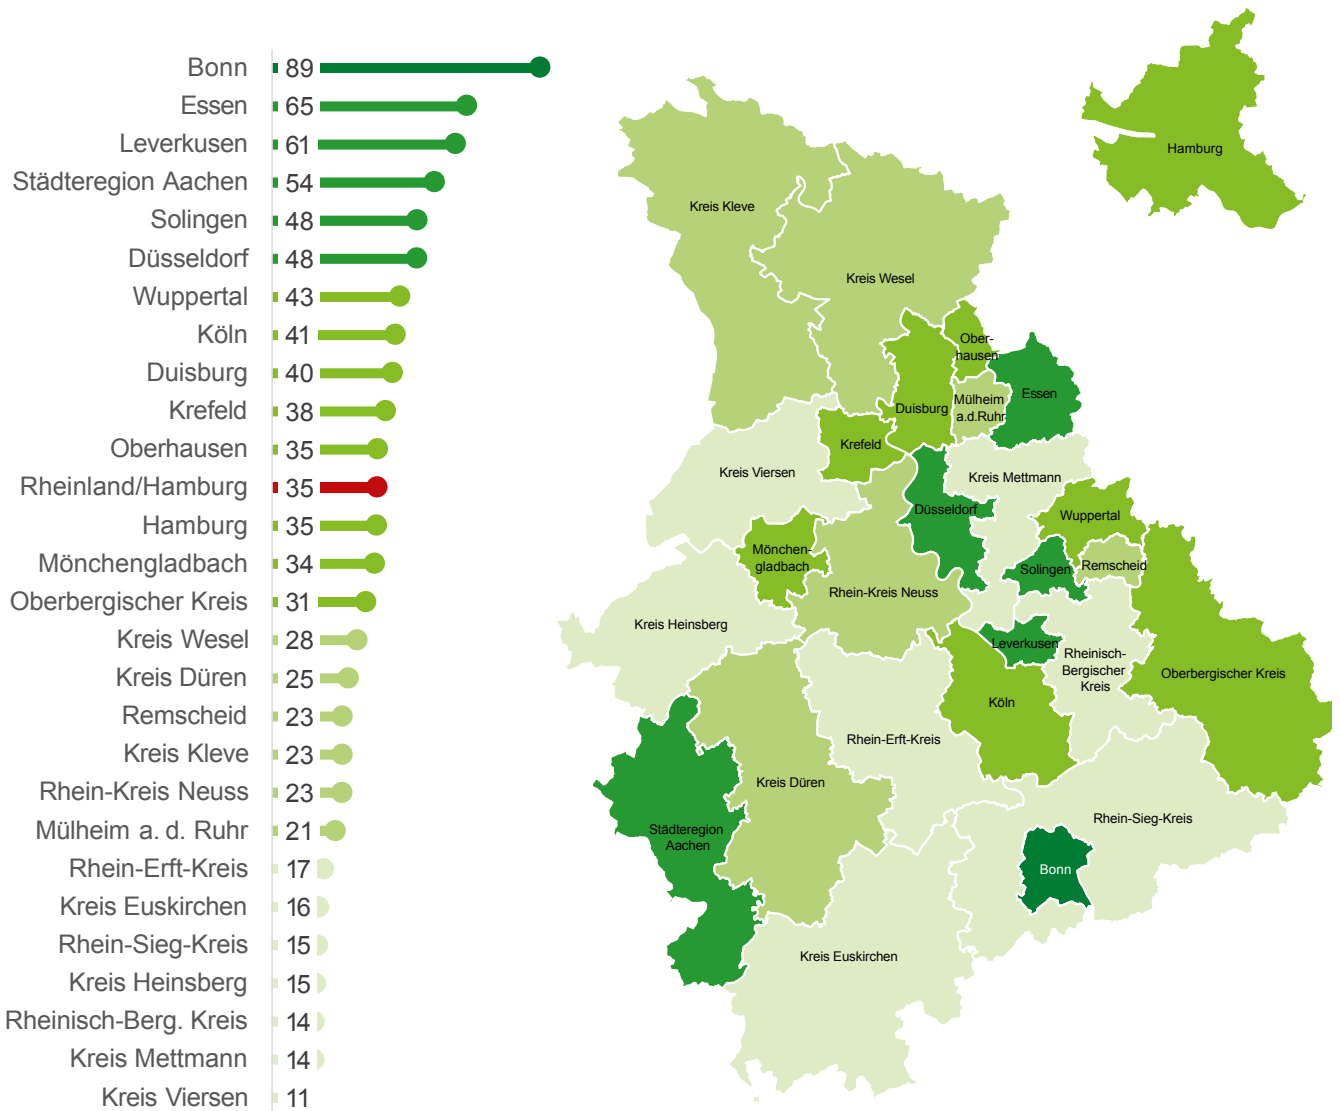 Bonn 89
Essen 65
Leverkusen 61
Städteregion Aachen 54
Solingen 48
Düsseldorf 48
Wuppertal 43
Köln 41
Duisburg 40
Krefeld 38
Oberhausen 35
Rheinland/Hamburg 35
Hamburg 35
Mönchengladbach 34
Oberbergischer Kreis 31
Kreis Wesel 28
Kreis Düren 25
Remscheid 23
Kreis Kleve 23
Rhein-Kreis Neuss 23
Mülheim a. d. Ruhr 21
Rhein-Erft-Kreis 17
Kreis Euskirchen 16
Rhein-Sieg-Kreis 15
Kreis Heinsberg 15
Rheinisch-Berg. Kreis 14
Kreis Mettmann 14
Kreis Viersen 11
Hamburg
Kreis Kleve
Kreis Wesel
Ober-
hausen
Essen
Mülheim
a.d.Ruhr
Duisburg
Krefeld
Kreis Viersen
Kreis Mettmann
Düsseldorf
Wuppertal
Mönchen-
gladbach
Solingen
Remscheid
Rhein-Kreis Neuss
Kreis Heinsberg
Leverkusen
Rheinisch-
Bergischer
Kreis
Oberbergischer Kreis
Köln
Rhein-Erft-Kreis
Kreis Düren
Rhein-Sieg-Kreis
Städteregion
Aachen
Bonn
Kreis Euskirchen